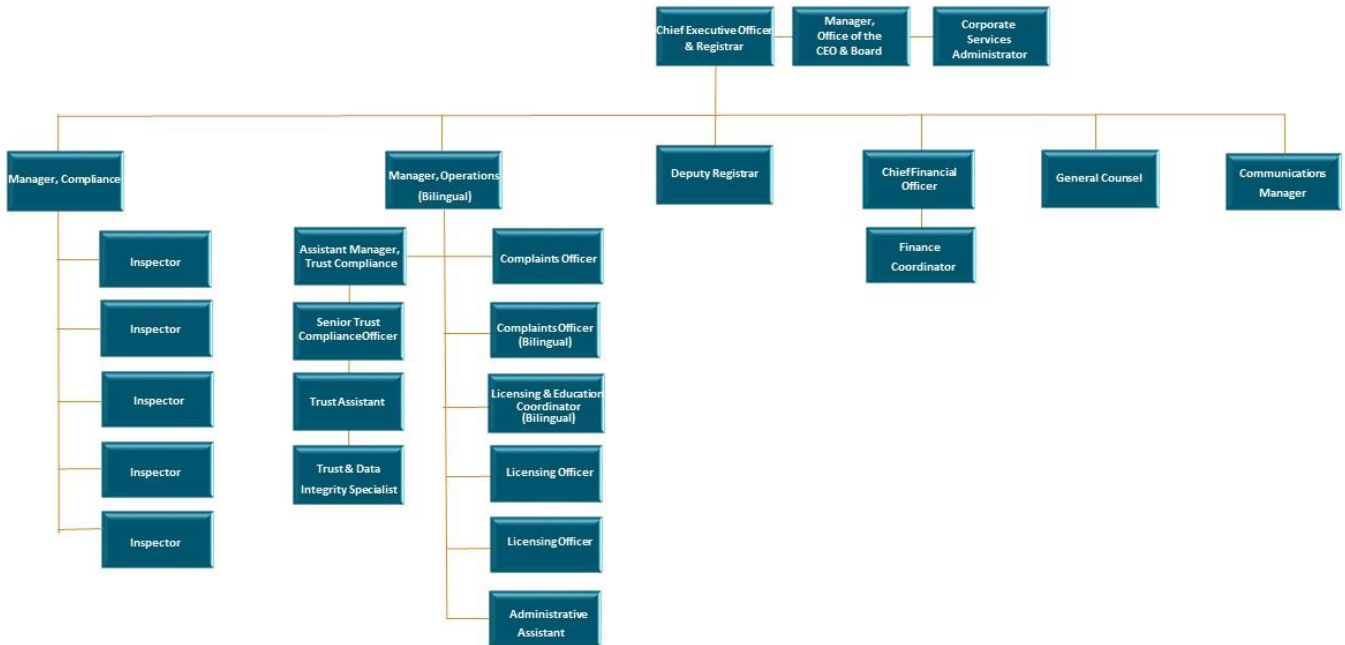 Chief Executive Officer
& Registrar
Manager,
Office of the
CEO & Board
Corporate
Services
Administrator
Manager, Compliance
Manager, Operations
(Bilingual)
Deputy Registrar
Chief Financial
Officer
General Counsel
Communications
Manager
Inspector
Inspector
Inspector
Inspector
Inspector
Assistant Manager,
Trust Compliance
Senior Trust
Compliance Officer
Trust Assistant
Trust & Data
Integrity Specialist
Complaints Officer
Complaints Officer
(Bilingual)
Licensing & Education
Coordinator
(Bilingual)
Licensing Officer
Licensing Officer
Administrative
Assistant
Finance
Coordinator